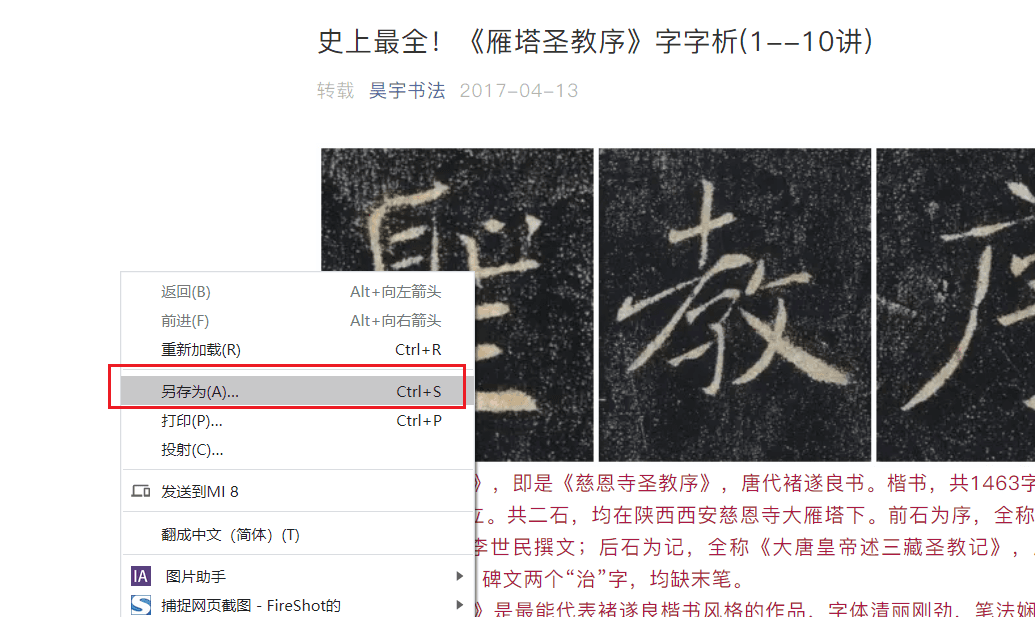 史上最全！《雁塔圣教序》字字析(1--10讲)
转载 昊宇书法 2017-04-13
聖 教
返回(B) Alt+向左箭头
前进(F) Alt+向右箭头
重新加载(R) Ctrl+R
另存为(A)... Ctrl+S
打印(P)... Ctrl+P
投射(C)...
发送到MI 8
翻成中文（简体）(T)
IA 图片助手
捕捉网页截图 - FireShot的
》，即是《慈恩寺圣教序》，唐代褚遂良书。楷书，共1463字
立。共二石，均在陕西西安慈恩寺大雁塔下。前石为序，全称
李世民撰文；后石为记，全称《大唐皇帝述三藏圣教记》，
碑文两个“治”字，均缺末笔。
》是最能代表褚遂良楷书风格的作品，字体清丽刚劲，笔法娴